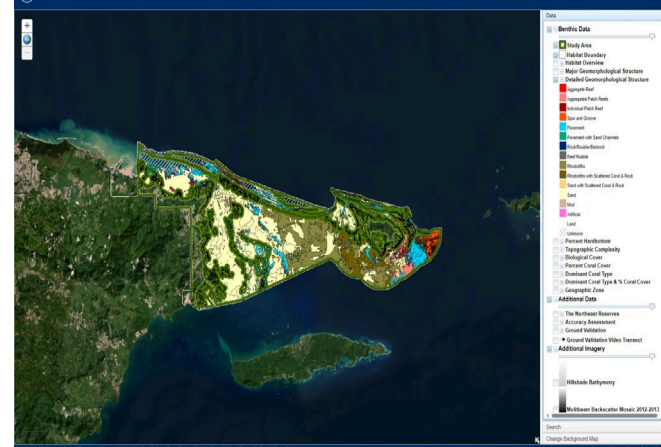 Data
Benthic Data
Study Area
Habitat Boundary
Habitat Overview
Major Geomorphological Structure
Detailed Geomorphological Structure
Aggregate Reef
Aggregated Patch Reefs
Individual Patch Reef
Spur and Groove
Pavement
Pavement with Sand Channels
Rock/Boulder/Bedrock
Reef Rubble
Rhodoliths
Rhodoliths with Scattered Coral & Rock
Sand with Scattered Coral & Rock
Sand
Mud
Artificial
Land
Unknown
Percent Hardbottom
Topographic Complexity
Biological Cover
Percent Coral Cover
Dominant Coral Type
Dominant Coral Type & % Coral Cover
Geographic Zone
Additional Data
The Northeast Reserves
Accuracy Assessment
Ground Validation
Ground Validation Video Transect
Additional Imagery
Hillshade Bathymetry
Multibeam Backscatter Mosaic 2012-2013
Search
Change Background Map